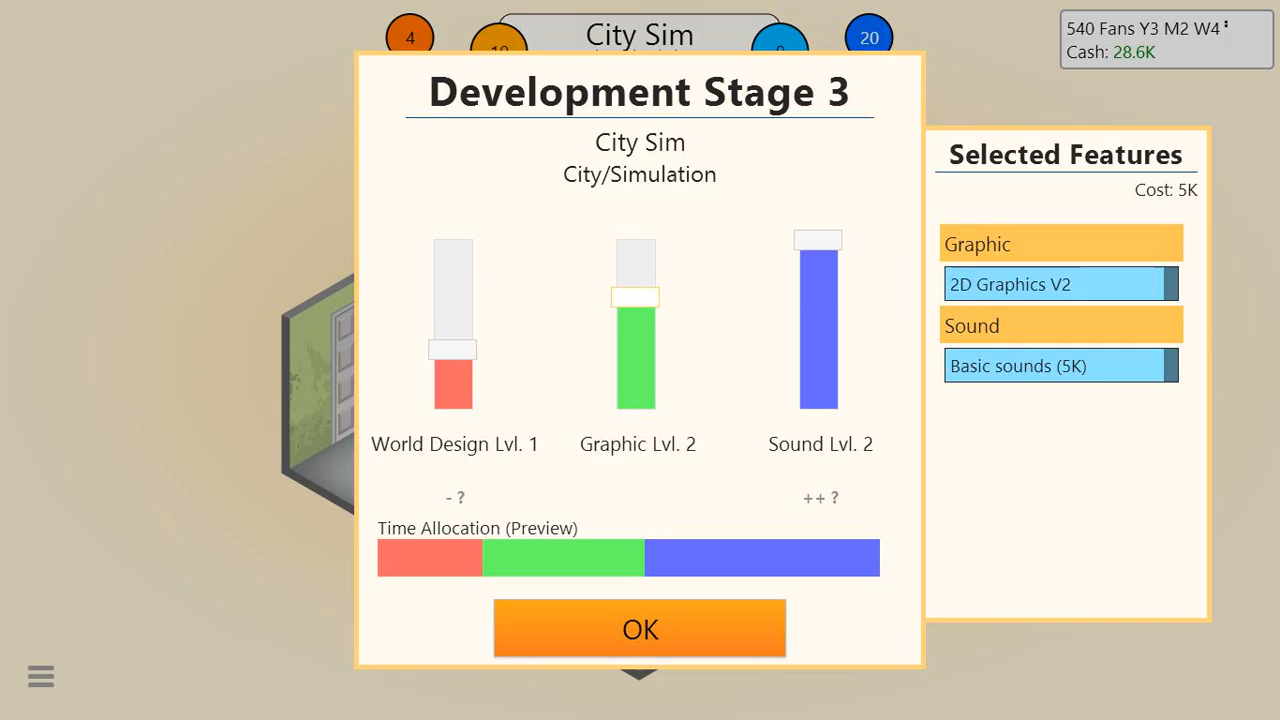 City Sim
4
20
540 Fans Y3 M2 W4
Cash: 28.6K
Development Stage 3
City Sim
City/Simulation
World Design Lvl. 1
Graphic Lvl. 2
Sound Lvl. 2
- ?
++ ?
Time Allocation (Preview)
OK
Selected Features
Cost: 5K
Graphic
2D Graphics V2
Sound
Basic sounds (5K)